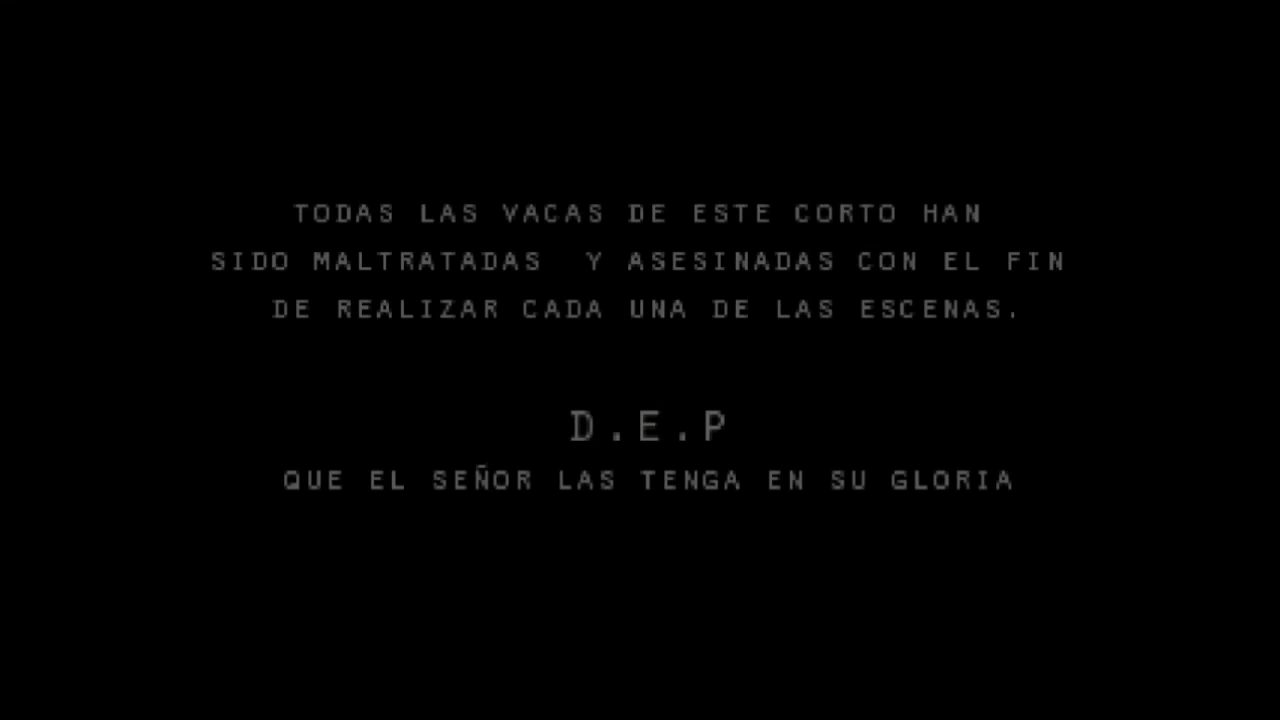 TODAS LAS VACAS DE ESTE CORTO HAN
SIDO MALTRATADAS Y ASESINADAS CON EL FIN
DE REALIZAR CADA UNA DE LAS ESCENAS.
D.E.P
QUE EL SEÑOR LAS TENGA EN SU GLORIA